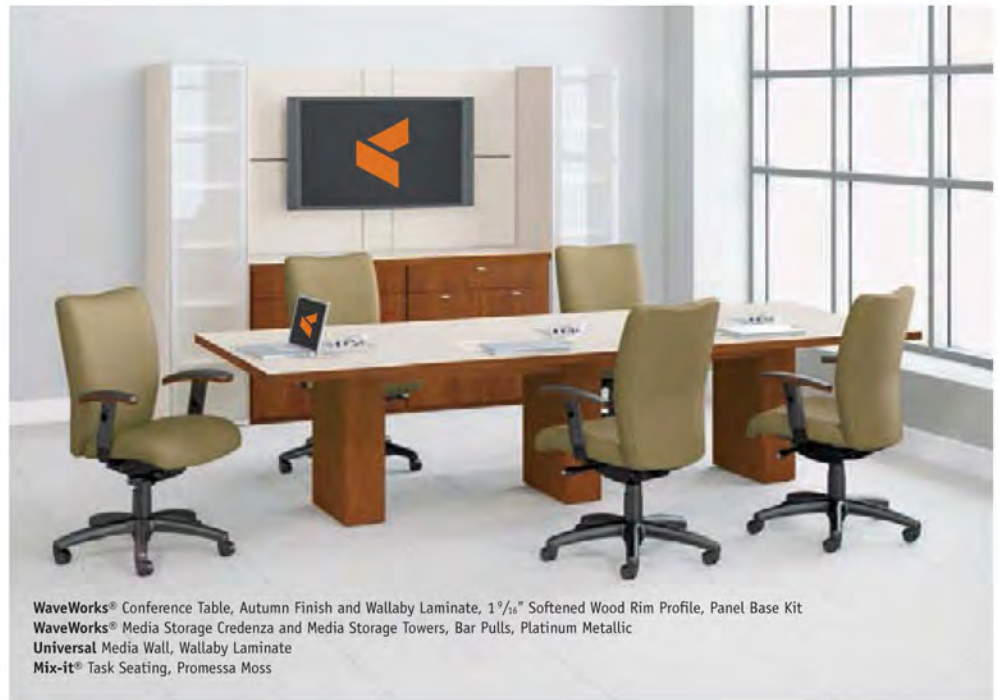 WaveWorks® Conference Table, Autumn Finish and Wallaby Laminate, 1 9/16" Softened Wood Rim Profile, Panel Base Kit
WaveWorks® Media Storage Credenza and Media Storage Towers, Bar Pulls, Platinum Metallic
Universal Media Wall, Wallaby Laminate
Mix-it® Task Seating, Promessa Moss